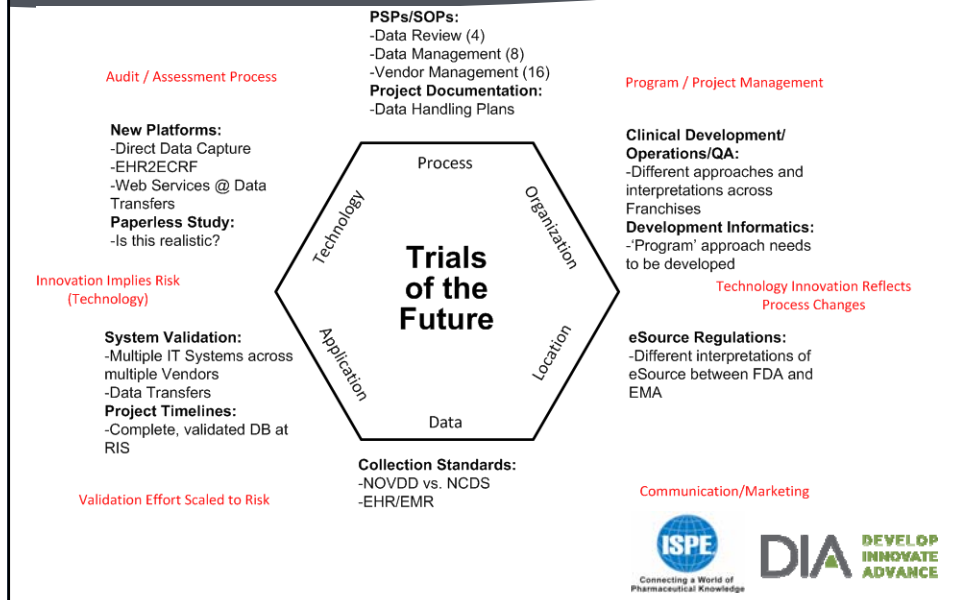 PSPs/SOPs:
-Data Review (4)
-Data Management (8)
-Vendor Management (16)
Project Documentation:
-Data Handling Plans
Audit / Assessment Process
Program / Project Management
New Platforms:
-Direct Data Capture
-EHR2ECRF
-Web Services @ Data
Transfers
Paperless Study:
-Is this realistic?
Clinical Development/
Operations/QA:
-Different approaches and
interpretations across
Franchises
Development Informatics:
-‘Program’ approach needs
to be developed
Process
Technology
Organization
Trials
of the
Future
Application
Location
Data
Innovation Implies Risk
(Technology)
Technology Innovation Reflects
Process Changes
System Validation:
-Multiple IT Systems across
multiple Vendors
-Data Transfers
Project Timelines:
-Complete, validated DB at
RIS
eSource Regulations:
-Different interpretations of
eSource between FDA and
EMA
Collection Standards:
-NOVDD vs. NCDS
-EHR/EMR
Validation Effort Scaled to Risk
Communication/Marketing
ISPE
Connecting a World of
Pharmaceutical Knowledge
DIA
DEVELOP
INNOVATE
ADVANCE